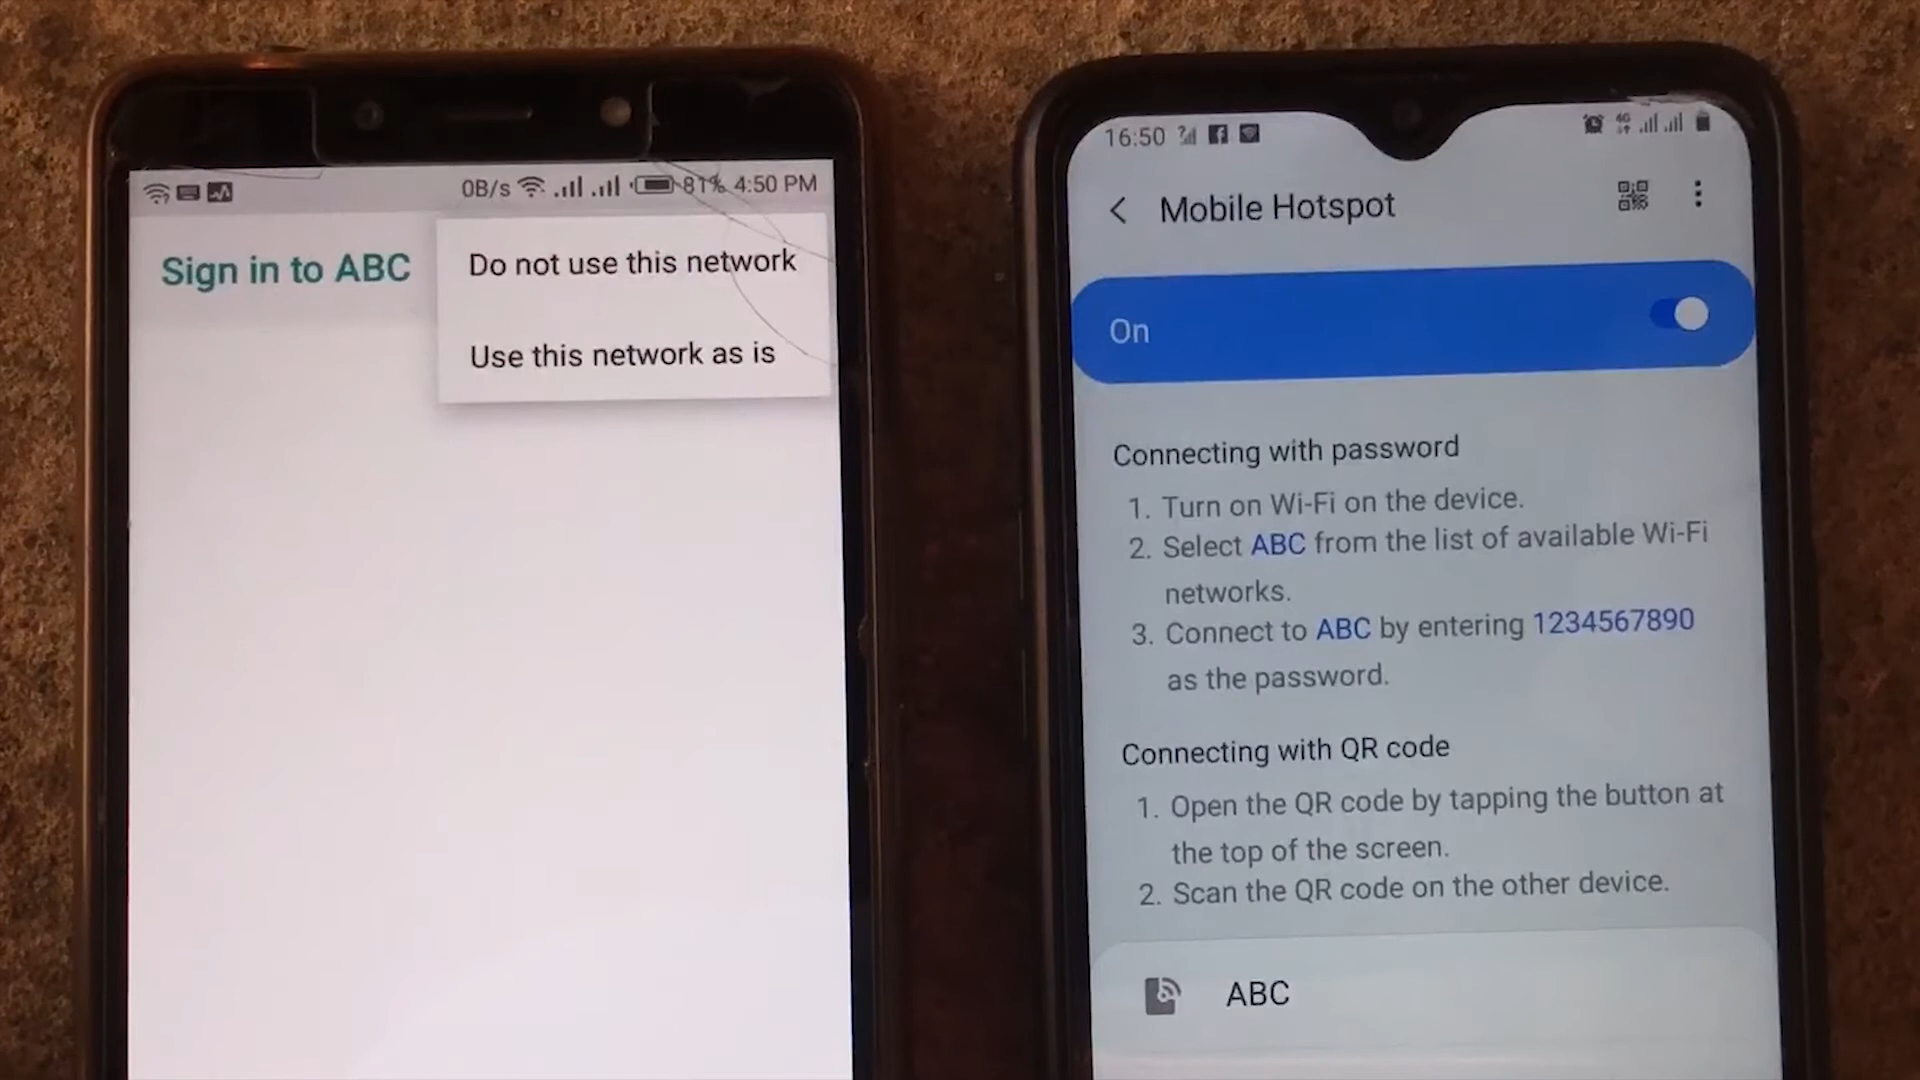 0B/s 81% 4:50 PM
Sign in to ABC
Do not use this network
Use this network as is
16:50
4G
Mobile Hotspot
On
Connecting with password
1. Turn on Wi-Fi on the device.
2. Select ABC from the list of available Wi-Fi
networks.
3. Connect to ABC by entering 1234567890
as the password.
Connecting with QR code
1. Open the QR code by tapping the button at
the top of the screen.
2. Scan the QR code on the other device.
ABC